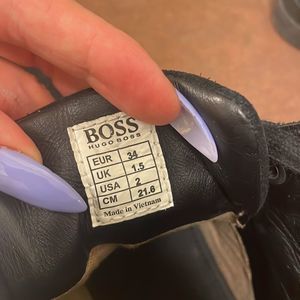 BOSS
HUGO BOSS
EUR 34
UK 1.5
USA 2
CM 21.6
Made in Vietnam